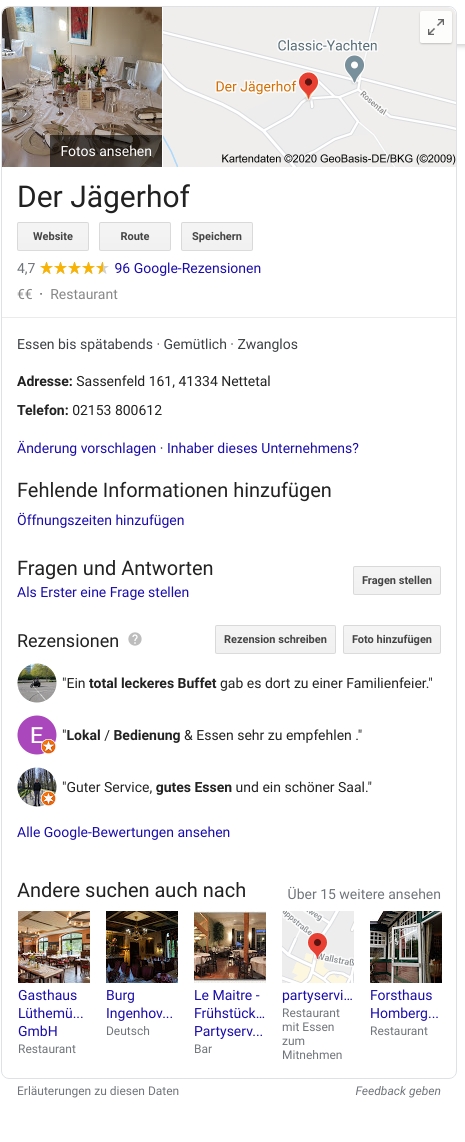 Classic-Yachten
Der Jägerhof
Rosental
Fotos ansehen
Kartendaten ©2020 GeoBasis-DE/BKG (©2009)
Der Jägerhof
Website Route Speichern
4,7 96 Google-Rezensionen
€€ · Restaurant
Essen bis spätabends · Gemütlich · Zwanglos
Adresse: Sassenfeld 161, 41334 Nettetal
Telefon: 02153 800612
Änderung vorschlagen · Inhaber dieses Unternehmens?
Fehlende Informationen hinzufügen
Öffnungszeiten hinzufügen
Fragen und Antworten
Als Erster eine Frage stellen
Fragen stellen
Rezensionen ? Rezension schreiben Foto hinzufügen
"Ein total leckeres Buffet gab es dort zu einer Familienfeier."
E
"Lokal / Bedienung & Essen sehr zu empfehlen ."
"Guter Service, gutes Essen und ein schöner Saal."
Alle Google-Bewertungen ansehen
Andere suchen auch nach Über 15 weitere ansehen
Wallstraß
Gasthaus
Lüthemü...
GmbH
Restaurant
Burg
Ingenhov...
Deutsch
Le Maitre -
Frühstück...
Partyserv...
Bar
partyservi...
Restaurant
mit Essen
zum
Mitnehmen
Forsthaus
Homberg...
Restaurant
Erläuterungen zu diesen Daten Feedback geben